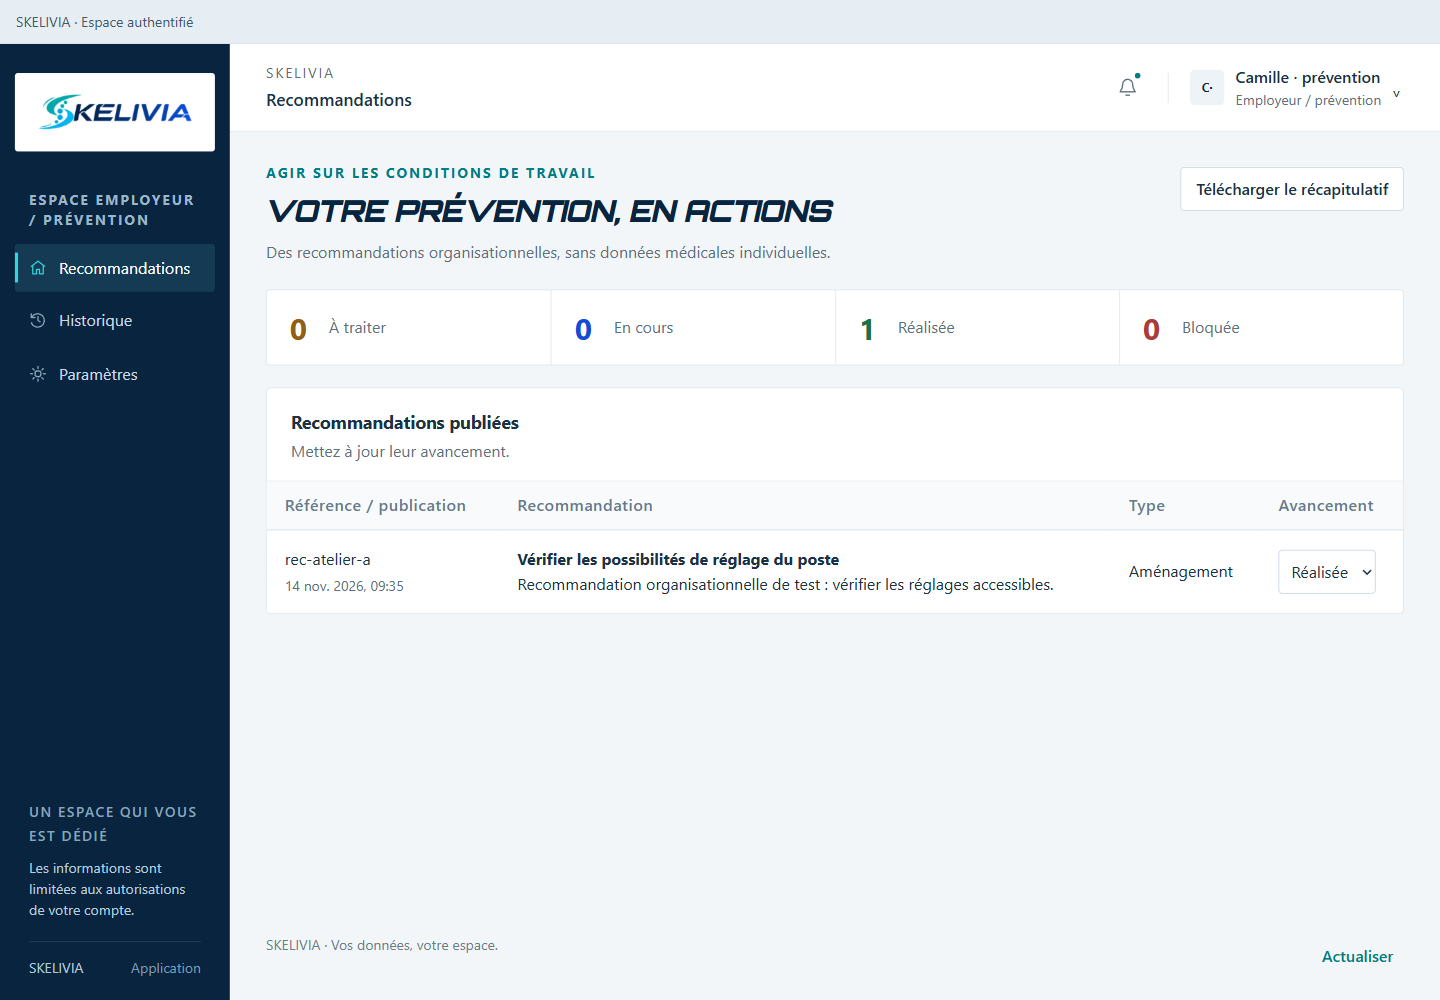 SKELIVIA · Espace authentifié
SKELIVIA
ESPACE EMPLOYEUR
/ PRÉVENTION
Recommandations
Historique
Paramètres
UN ESPACE QUI VOUS
EST DÉDIÉ
Les informations sont
limitées aux autorisations
de votre compte.
SKELIVIA Application
SKELIVIA
Recommandations
C·
Camille · prévention
Employeur / prévention
v
AGIR SUR LES CONDITIONS DE TRAVAIL
VOTRE PRÉVENTION, EN ACTIONS
Des recommandations organisationnelles, sans données médicales individuelles.
Télécharger le récapitulatif
0 À traiter
0 En cours
1 Réalisée
0 Bloquée
Recommandations publiées
Mettez à jour leur avancement.
Référence / publication Recommandation Type Avancement
rec-atelier-a
14 nov. 2026, 09:35
Vérifier les possibilités de réglage du poste
Recommandation organisationnelle de test : vérifier les réglages accessibles.
Aménagement
Réalisée
SKELIVIA · Vos données, votre espace.
Actualiser